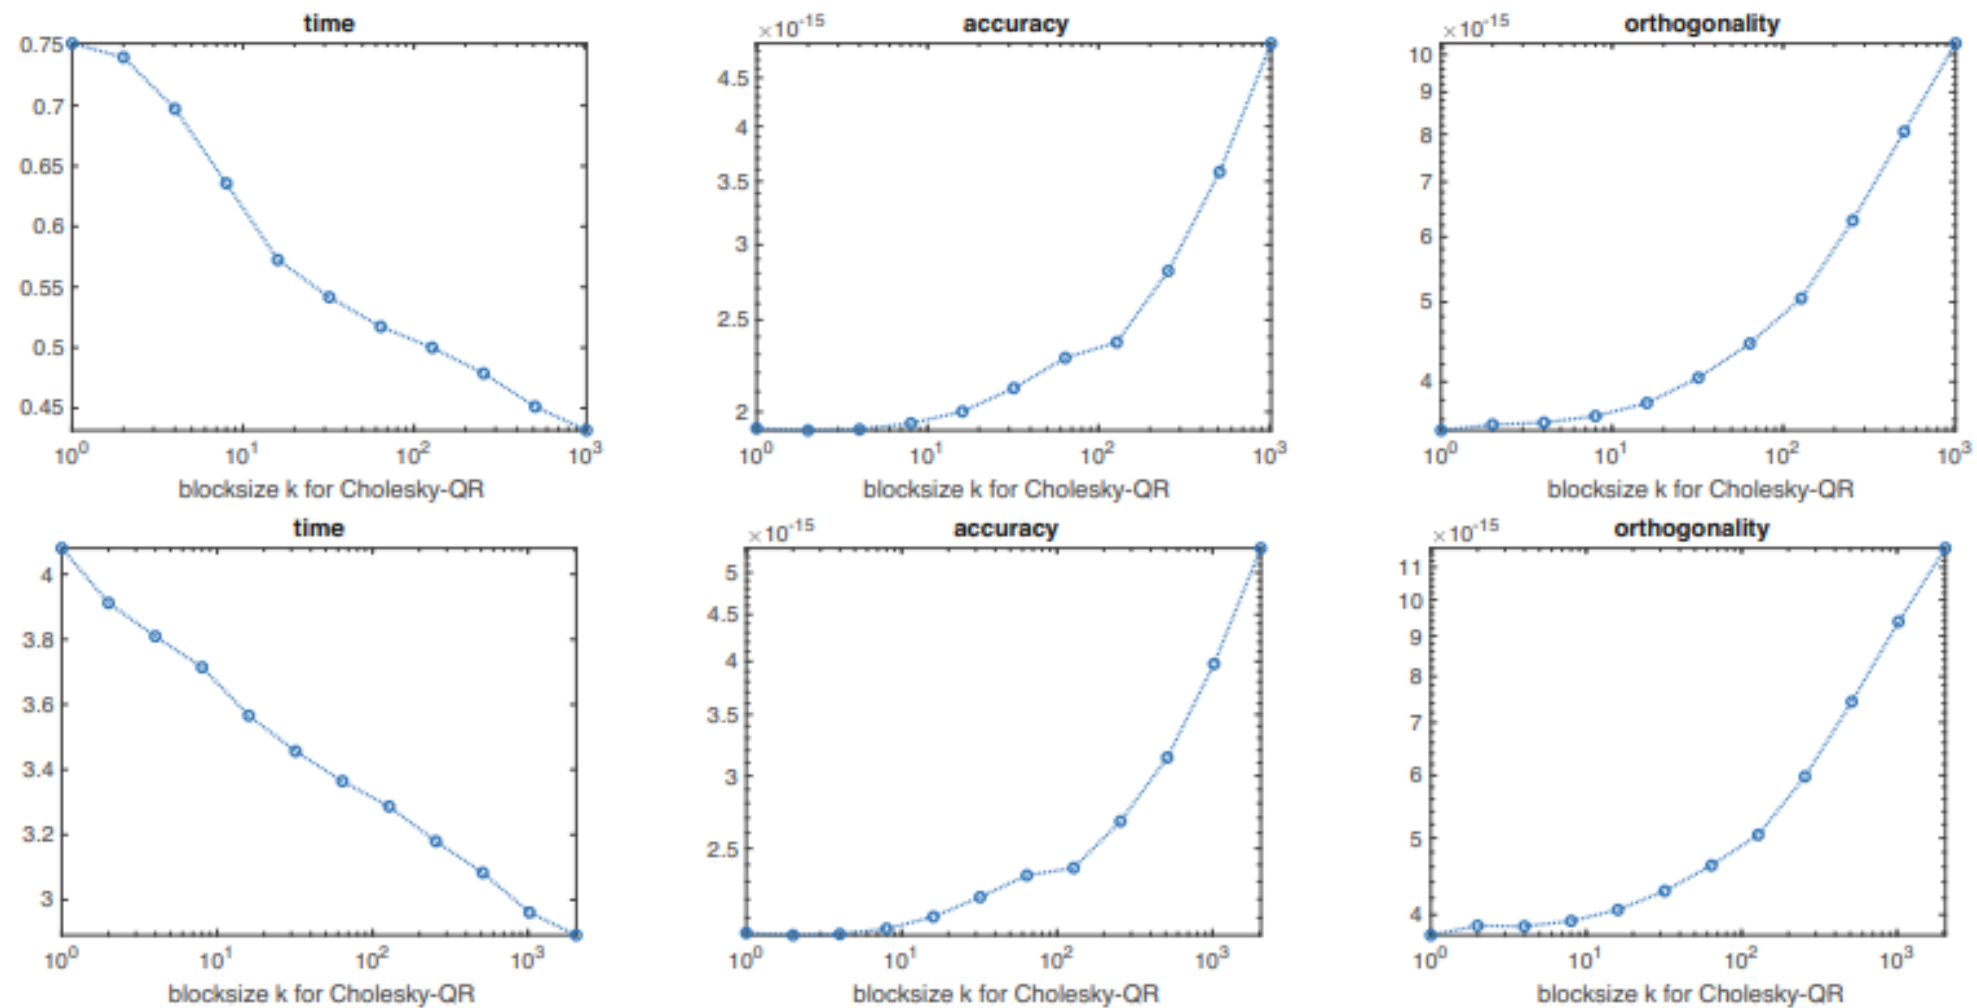 time
0.75
0.7
0.65
0.6
0.55
0.5
0.45
10^0 10^1 10^2 10^3
blocksize k for Cholesky-QR
accuracy
×10^-15
4.5
4
3.5
3
2.5
2
10^0 10^1 10^2 10^3
blocksize k for Cholesky-QR
orthogonality
×10^-15
10
9
8
7
6
5
4
10^0 10^1 10^2 10^3
blocksize k for Cholesky-QR
time
4
3.8
3.6
3.4
3.2
3
10^0 10^1 10^2 10^3
blocksize k for Cholesky-QR
accuracy
×10^-15
5
4.5
4
3.5
3
2.5
10^0 10^1 10^2 10^3
blocksize k for Cholesky-QR
orthogonality
×10^-15
11
10
9
8
7
6
5
4
10^0 10^1 10^2 10^3
blocksize k for Cholesky-QR